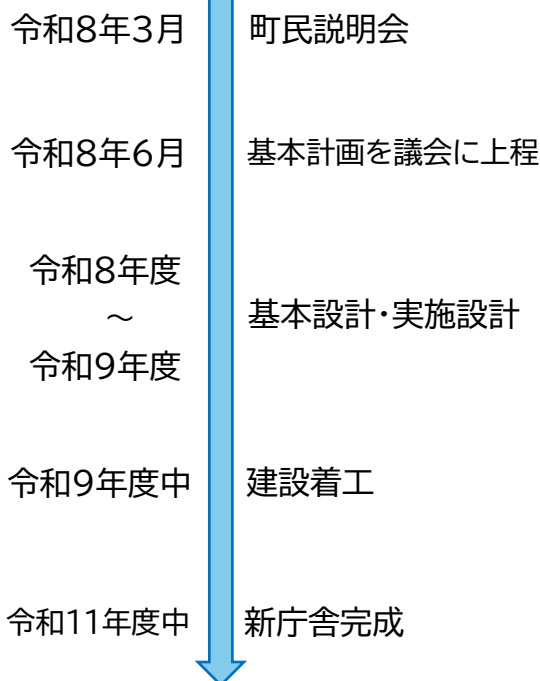 令和8年3月 町民説明会
令和8年6月 基本計画を議会に上程
令和8年度
～
基本設計・実施設計
令和9年度
令和9年度中 建設着工
令和11年度中 新庁舎完成